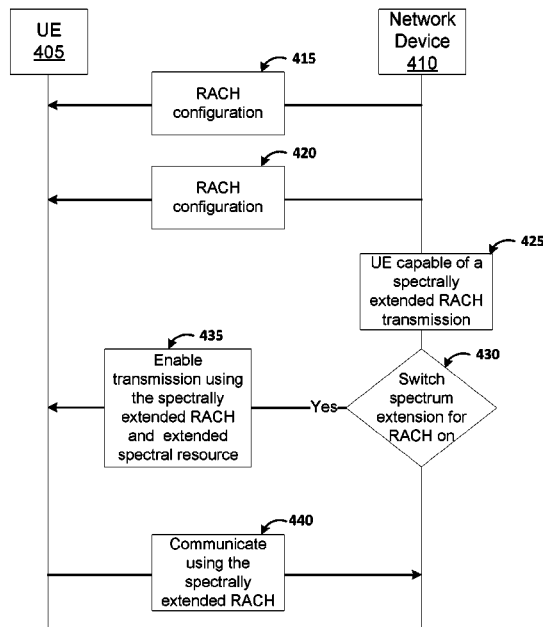 UE
405
Network
Device
410
415
RACH
configuration
420
RACH
configuration
425
UE capable of a
spectrally
extended RACH
transmission
430
Switch
spectrum
extension for
RACH on
Yes
435
Enable
transmission using
the spectrally
extended RACH
and extended
spectral resource
440
Communicate
using the
spectrally
extended RACH